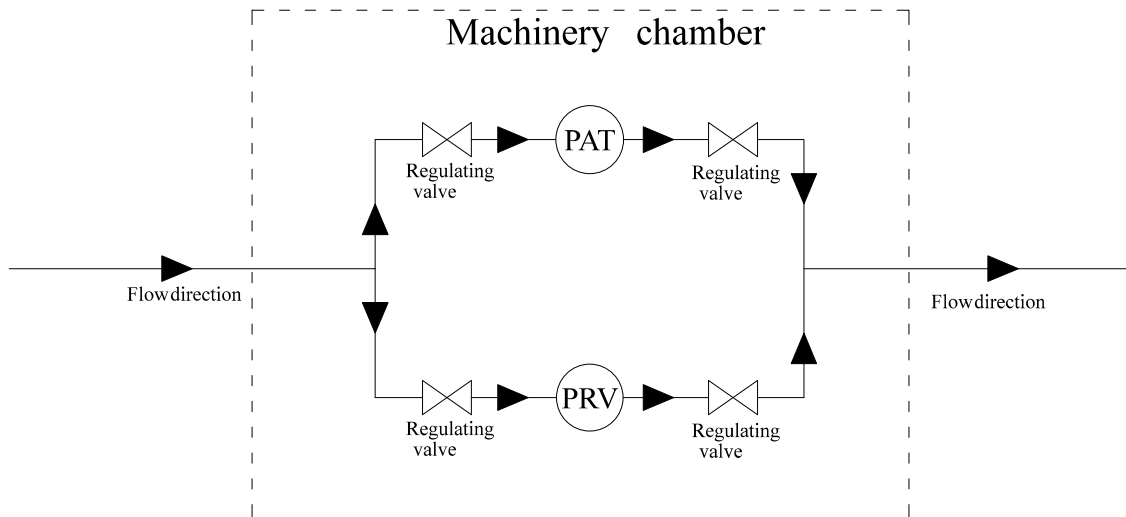 Machinery chamber
PAT
Regulating
valve
Regulating
valve
Flowdirection
Flowdirection
PRV
Regulating
valve
Regulating
valve